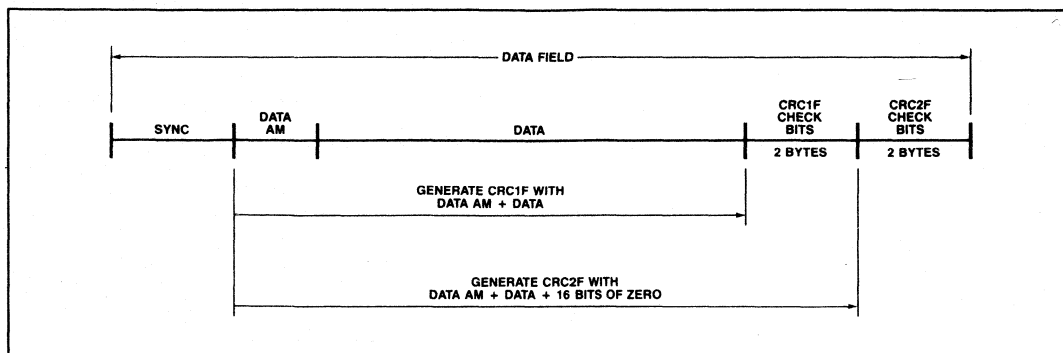 DATA FIELD
SYNC
DATA
AM
DATA
CRC1F
CHECK
BITS
2 BYTES
CRC2F
CHECK
BITS
2 BYTES
GENERATE CRC1F WITH
DATA AM + DATA
GENERATE CRC2F WITH
DATA AM + DATA + 16 BITS OF ZERO